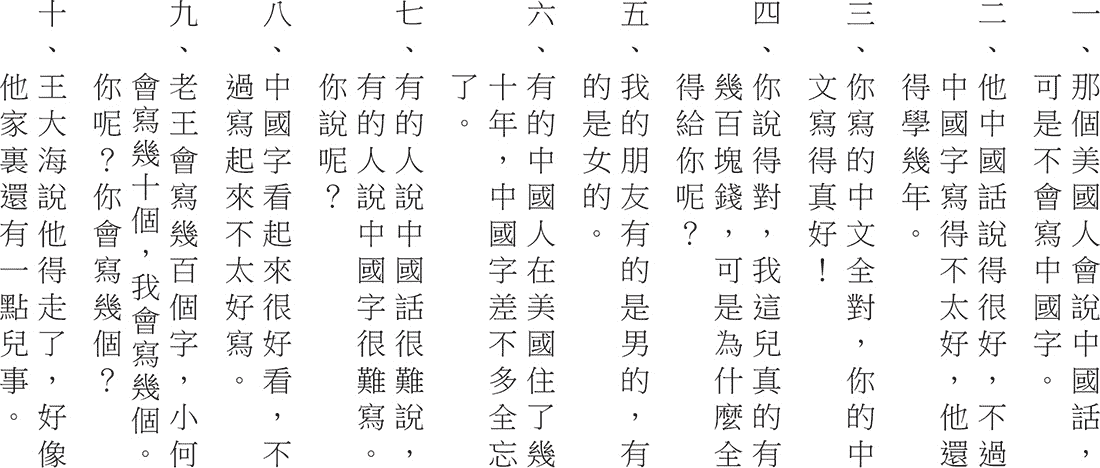 一、那個美國人會說中國話，
可是不會寫中國字。
二、他中國話說得很好，不過
中國字寫得不太好，他還
得學幾年。
三、你寫的中文全對，你的中
文寫得真好！
四、你說得對，我這兒真的有
幾百塊錢，可是為什麼全
得給你呢？
五、我的朋友有的是男的，有
的是女的。
六、有的中國人在美國住了幾
十年，中國字差不多全忘
了。
七、有的人說中國話很難說，
有的人說中國字很難寫。
你說呢？
八、中國字看起來很好看，不
過寫起來不太好寫。
九、老王會寫幾百個字，小何
會寫幾十個，我會寫幾個。
你呢？你會寫幾個？
十、王大海說他得走了，好像
他家裏還有一點兒事。